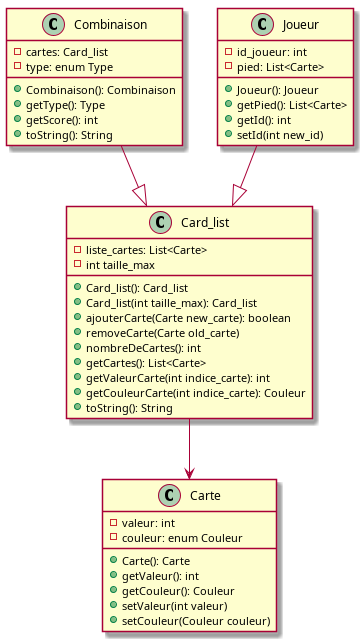 C Combinaison
cartes: Card_list
type: enum Type
Combinaison(): Combinaison
getType(): Type
getScore(): int
toString(): String
C Joueur
id_joueur: int
pied: List<Carte>
Joueur(): Joueur
getPied(): List<Carte>
getId(): int
setId(int new_id)
C Card_list
liste_cartes: List<Carte>
int taille_max
Card_list(): Card_list
Card_list(int taille_max): Card_list
ajouterCarte(Carte new_carte): boolean
removeCarte(Carte old_carte)
nombreDeCartes(): int
getCartes(): List<Carte>
getValeurCarte(int indice_carte): int
getCouleurCarte(int indice_carte): Couleur
toString(): String
C Carte
valeur: int
couleur: enum Couleur
Carte(): Carte
getValeur(): int
getCouleur(): Couleur
setValeur(int valeur)
setCouleur(Couleur couleur)